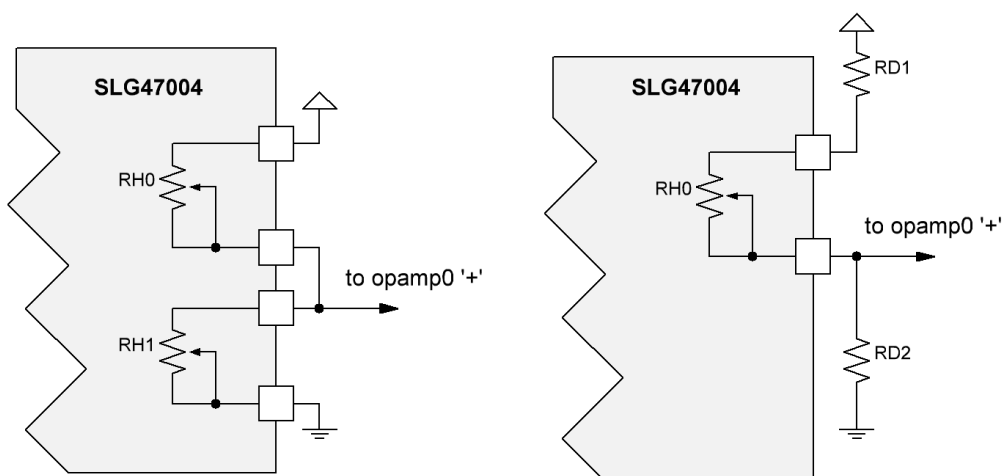 SLG47004
RH0
RH1
to opamp0 '+'
SLG47004
RD1
RH0
to opamp0 '+'
RD2